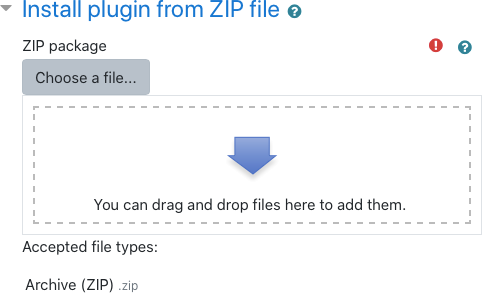 Install plugin from ZIP file
ZIP package
Choose a file...
You can drag and drop files here to add them.
Accepted file types:
Archive (ZIP) .zip